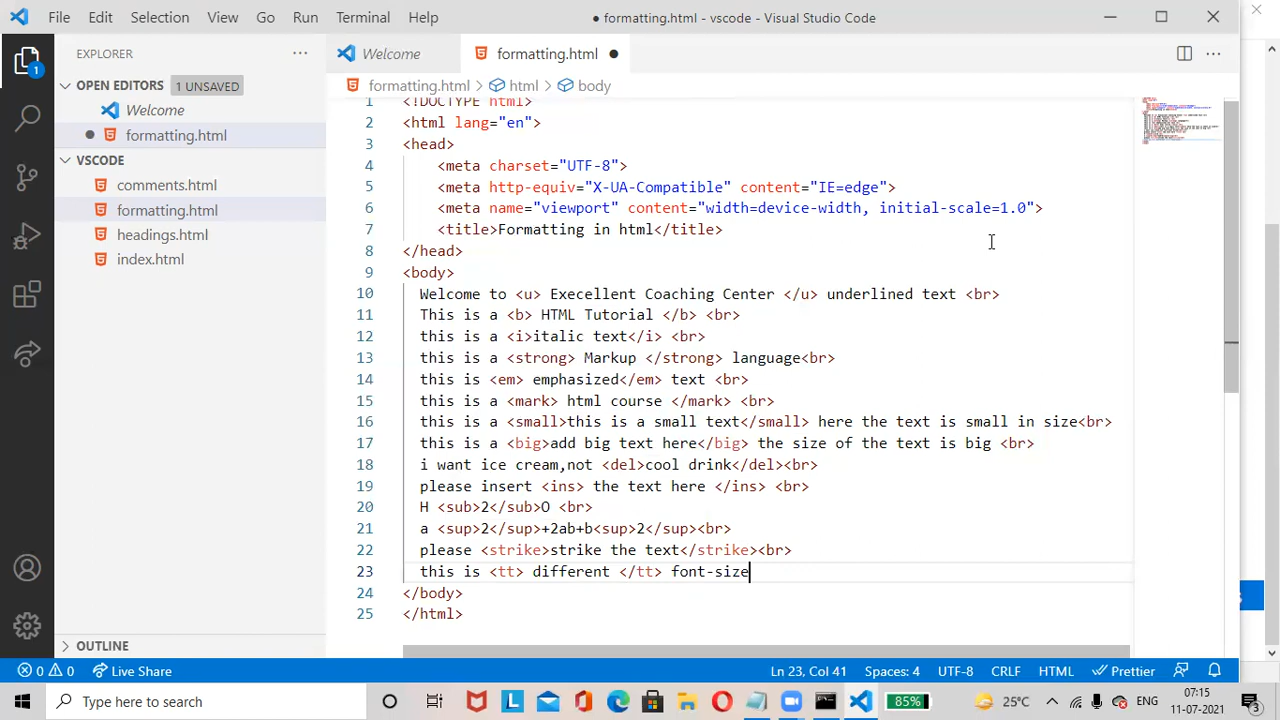 File Edit Selection View Go Run Terminal Help ● formatting.html - vscode - Visual Studio Code
EXPLORER ···
Welcome
formatting.html ●
OPEN EDITORS 1 UNSAVED
formatting.html > html > body
Welcome
● formatting.html
VSCODE
comments.html
formatting.html
headings.html
index.html
OUTLINE
1 <!DOCTYPE html>
2 <html lang="en">
3 <head>
4 <meta charset="UTF-8">
5 <meta http-equiv="X-UA-Compatible" content="IE=edge">
6 <meta name="viewport" content="width=device-width, initial-scale=1.0">
7 <title>Formatting in html</title>
8 </head>
9 <body>
10 Welcome to <u> Execellent Coaching Center </u> underlined text <br>
11 This is a <b> HTML Tutorial </b> <br>
12 this is a <i>italic text</i> <br>
13 this is a <strong> Markup </strong> language<br>
14 this is <em> emphasized</em> text <br>
15 this is a <mark> html course </mark> <br>
16 this is a <small>this is a small text</small> here the text is small in size<br>
17 this is a <big>add big text here</big> the size of the text is big <br>
18 i want ice cream,not <del>cool drink</del><br>
19 please insert <ins> the text here </ins> <br>
20 H <sub>2</sub>O <br>
21 a <sup>2</sup>+2ab+b<sup>2</sup><br>
22 please <strike>strike the text</strike><br>
23 this is <tt> different </tt> font-size
24 </body>
25 </html>
1
0 0 Live Share Ln 23, Col 41 Spaces: 4 UTF-8 CRLF HTML Prettier
Type here to search 85% 25°C ENG 07:15
11-07-2021 3